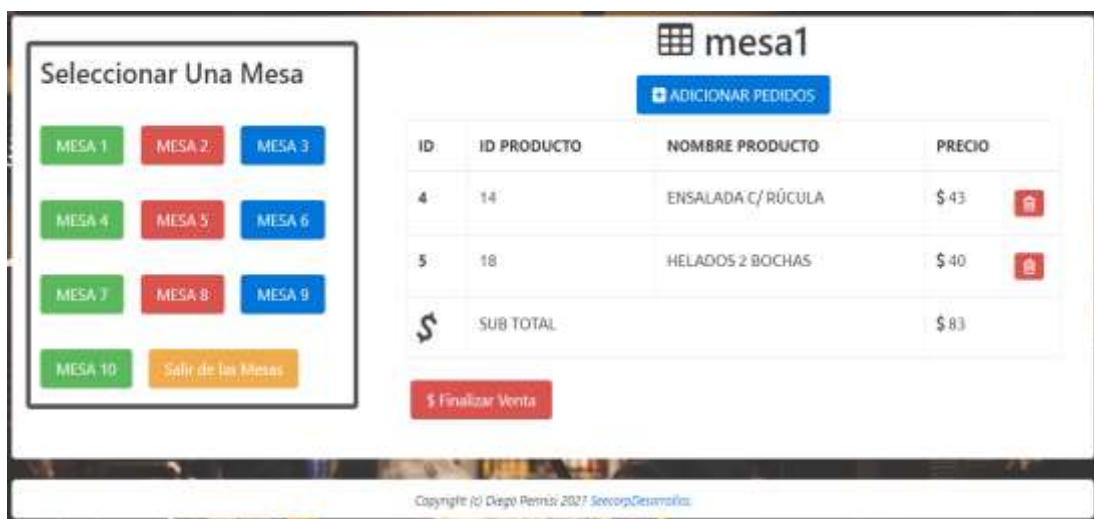 Seleccionar Una Mesa
MESA 1 MESA 2 MESA 3
MESA 4 MESA 5 MESA 6
MESA 7 MESA 8 MESA 9
MESA 10 Salir de las Mesas
mesa1
ADICIONAR PEDIDOS
ID ID PRODUCTO NOMBRE PRODUCTO PRECIO
4 14 ENSALADA C/ RÚCULA $ 43
5 18 HELADOS 2 BOCHAS $ 40
$ SUB TOTAL $ 83
$ Finalizar Venta
Copyright (c) Diego Pennisi 2021 SeecorpDesarrollos